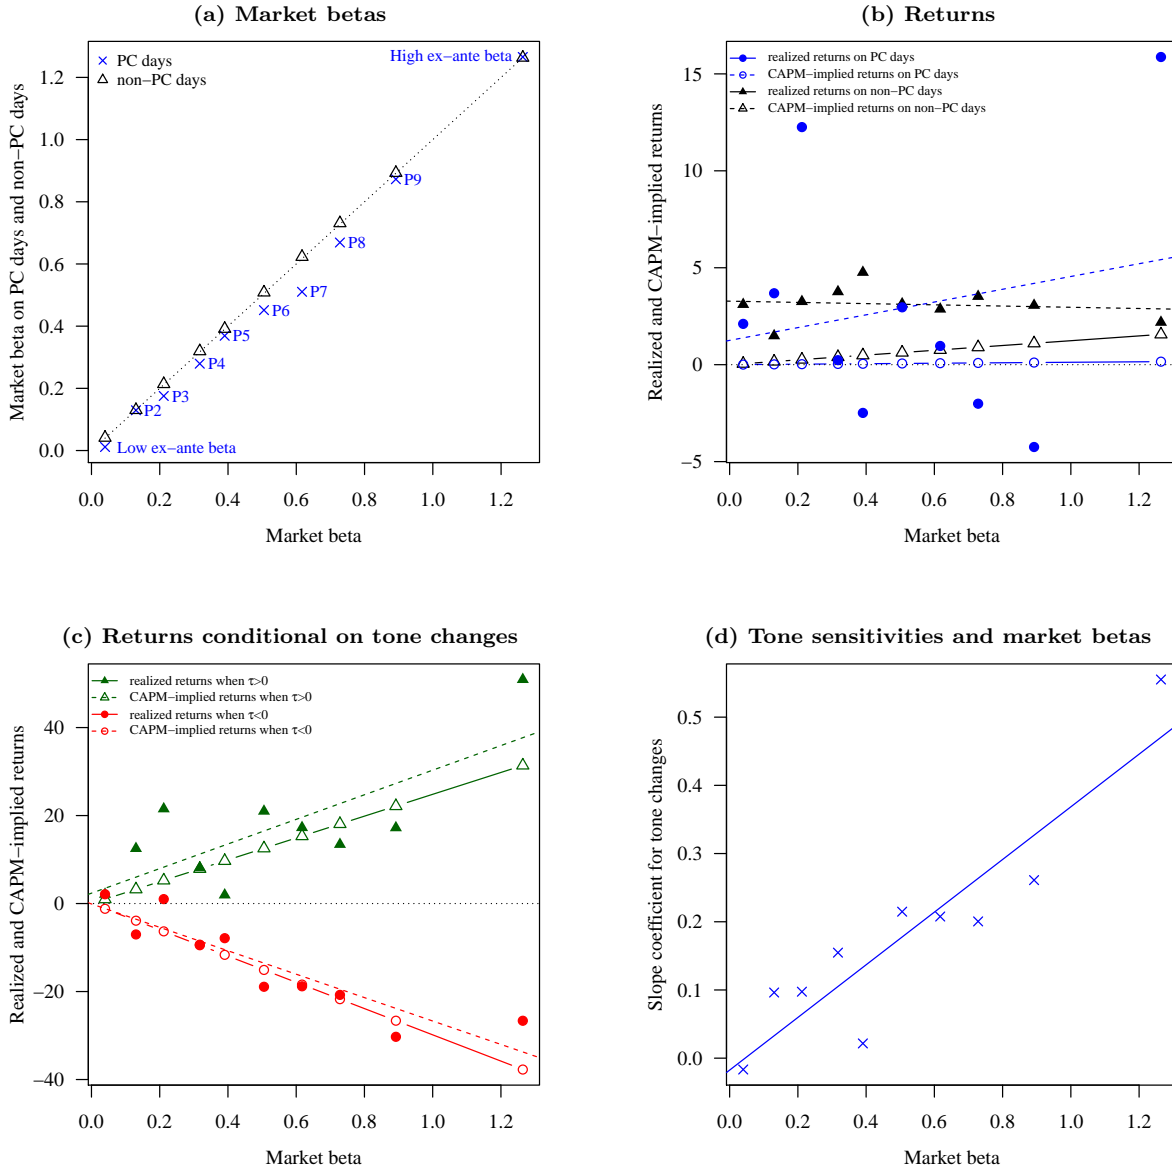 (a) Market betas
Market beta on PC days and non−PC days
PC days
non−PC days
High ex−ante beta
P9
P8
P7
P6
P5
P4
P3
P2
Low ex−ante beta
1.2
1.0
0.8
0.6
0.4
0.2
0.0
0.0 0.2 0.4 0.6 0.8 1.0 1.2
Market beta
(b) Returns
Realized and CAPM−implied returns
realized returns on PC days
CAPM−implied returns on PC days
realized returns on non−PC days
CAPM−implied returns on non−PC days
15
10
5
0
−5
0.0 0.2 0.4 0.6 0.8 1.0 1.2
Market beta
(c) Returns conditional on tone changes
Realized and CAPM−implied returns
realized returns when τ>0
CAPM−implied returns when τ>0
realized returns when τ<0
CAPM−implied returns when τ<0
40
20
0
−20
−40
0.0 0.2 0.4 0.6 0.8 1.0 1.2
Market beta
(d) Tone sensitivities and market betas
Slope coefficient for tone changes
0.5
0.4
0.3
0.2
0.1
0.0
0.0 0.2 0.4 0.6 0.8 1.0 1.2
Market beta